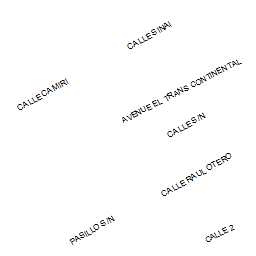 CALLE SINAI
CALLE CAMIRI
AVENUE EL TRANS CONTINENTAL
CALLE S/N
CALLE RAUL OTERO
PASILLO S/N
CALLE 2